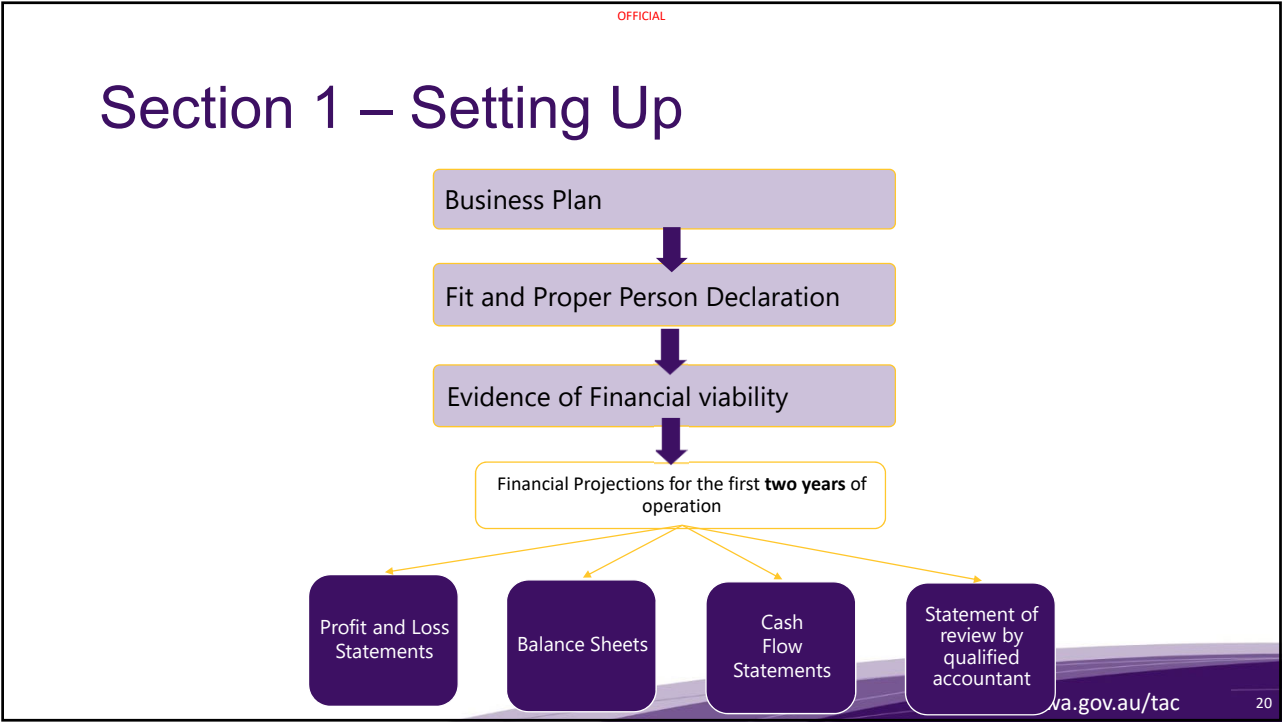 OFFICIAL
Section 1 – Setting Up
Business Plan
Fit and Proper Person Declaration
Evidence of Financial viability
Financial Projections for the first two years of
operation
Profit and Loss
Statements
Balance Sheets
Cash
Flow
Statements
Statement of
review by
qualified
accountant
va.gov.au/tac
20